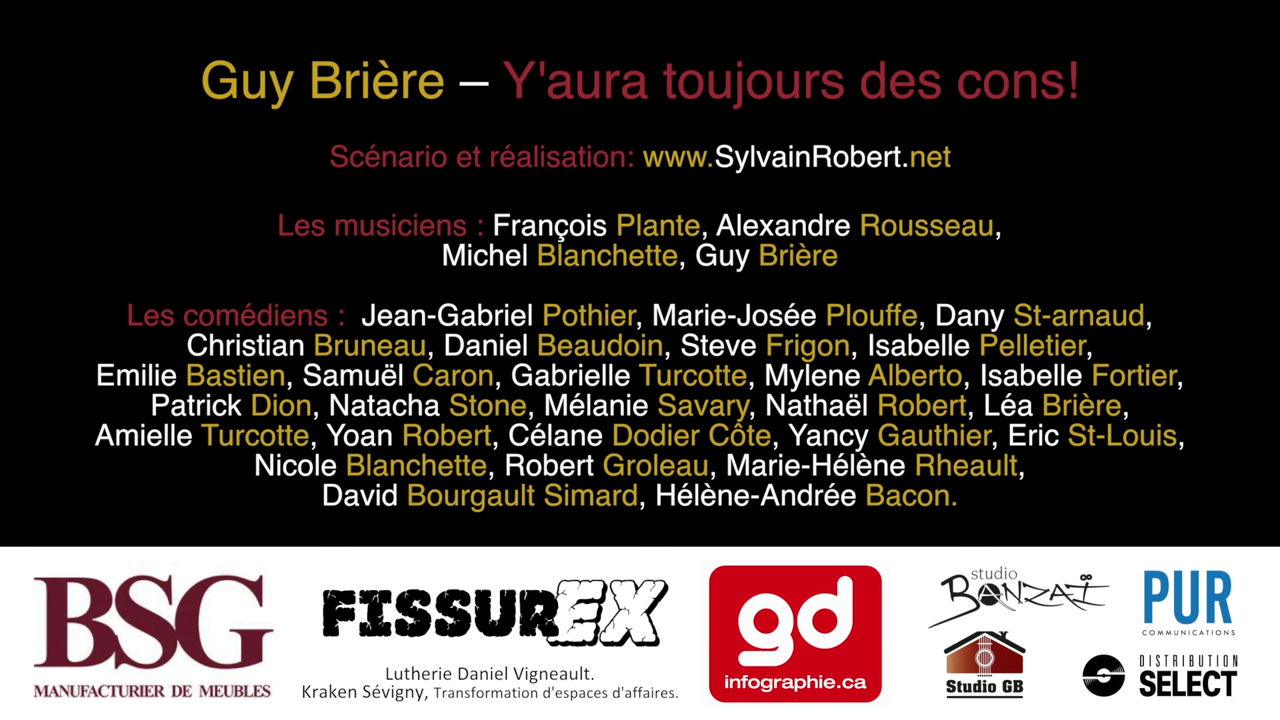 Guy Brière – Y'aura toujours des cons!
Scénario et réalisation: www.SylvainRobert.net
Les musiciens : François Plante, Alexandre Rousseau,
Michel Blanchette, Guy Brière
Les comédiens : Jean-Gabriel Pothier, Marie-Josée Plouffe, Dany St-arnaud,
Christian Bruneau, Daniel Beaudoin, Steve Frigon, Isabelle Pelletier,
Emilie Bastien, Samuël Caron, Gabrielle Turcotte, Mylene Alberto, Isabelle Fortier,
Patrick Dion, Natacha Stone, Mélanie Savary, Nathaël Robert, Léa Brière,
Amielle Turcotte, Yoan Robert, Célane Dodier Côte, Yancy Gauthier, Eric St-Louis,
Nicole Blanchette, Robert Groleau, Marie-Hélène Rheault,
David Bourgault Simard, Hélène-Andrée Bacon.
BSG
MANUFACTURIER DE MEUBLES
FISSUREX
Lutherie Daniel Vigneault.
Kraken Sévigny, Transformation d'espaces d'affaires.
gd
infographie.ca
studio
BANZAÏ
Studio GB
PUR
COMMUNICATIONS
DISTRIBUTION
SELECT